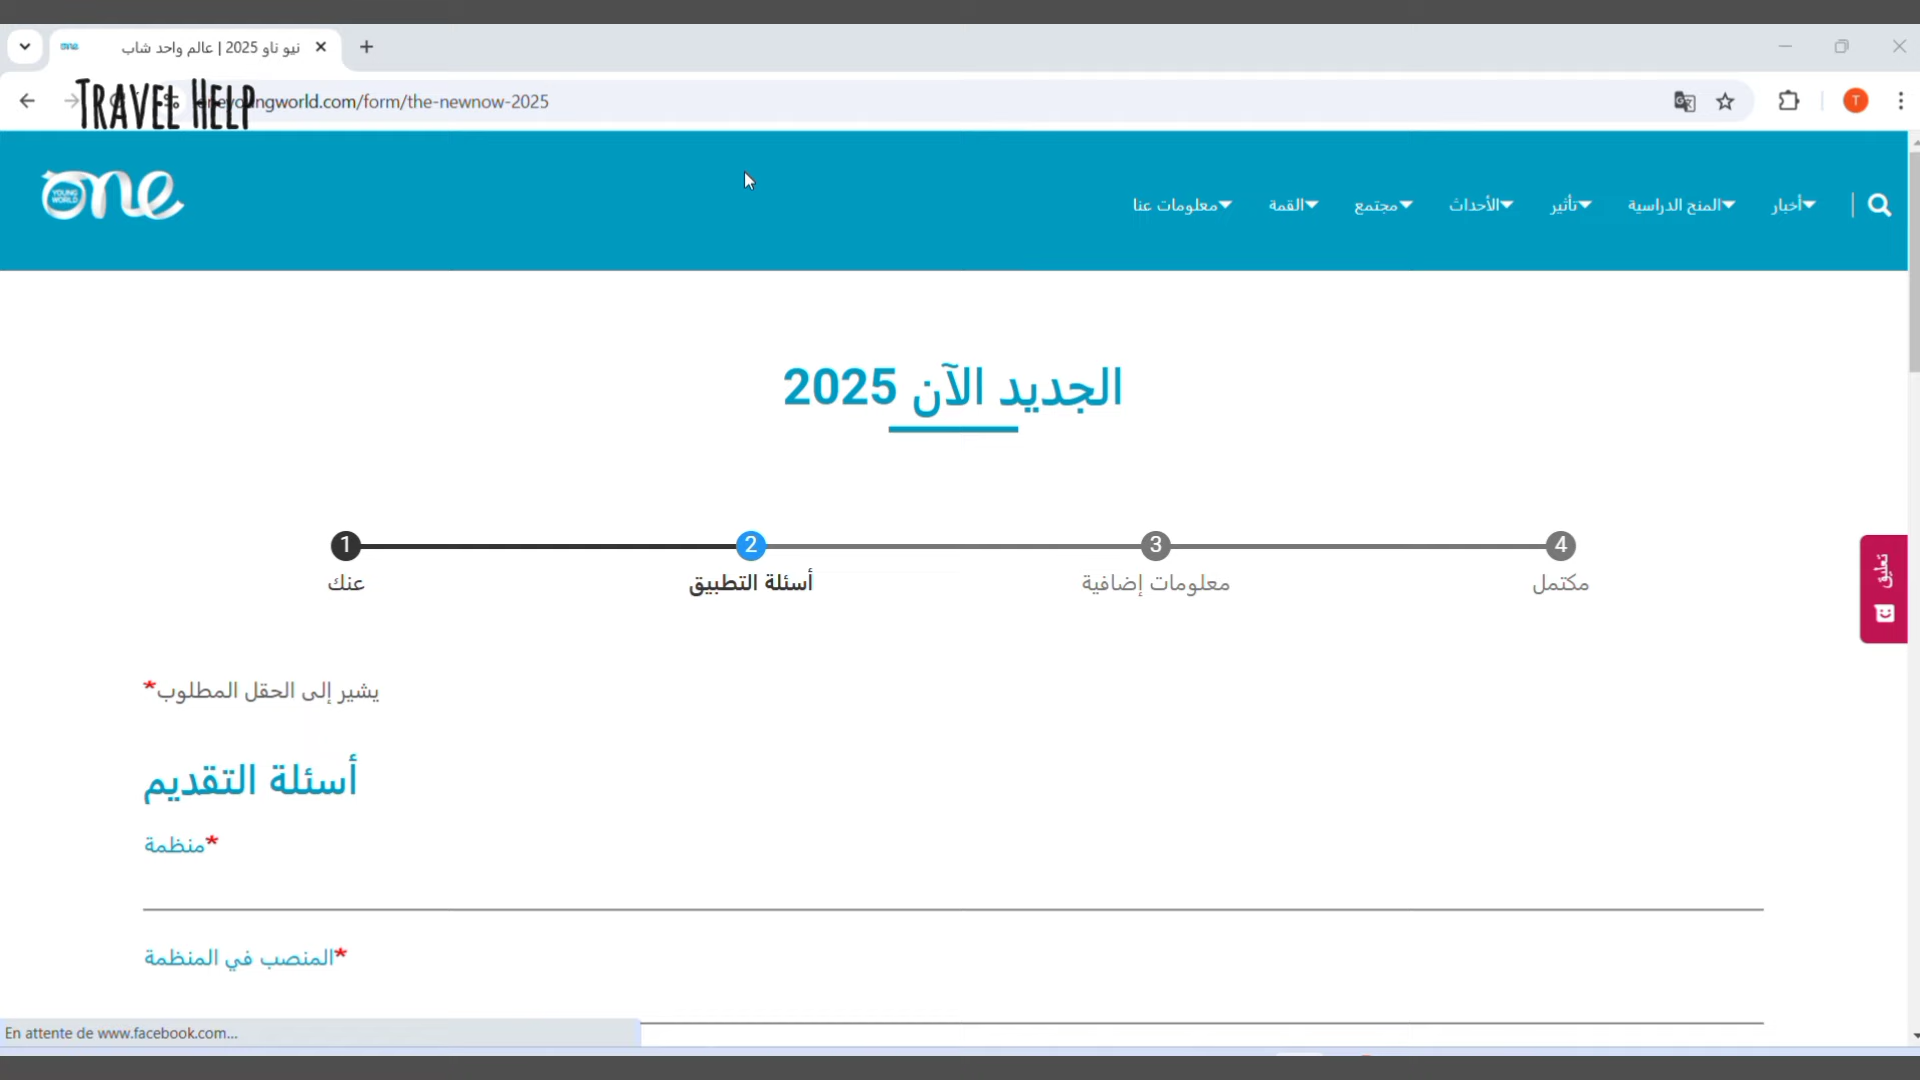 نيو ناو 2025 | عالم واحد شاب
TRAVEL HELP
ngworld.com/form/the-newnow-2025
T
one
YOUNG WORLD
معلومات عنا
القمة
مجتمع
الأحداث
تأثير
المنح الدراسية
أخبار
الجديد الآن 2025
1
2
3
4
عنك
أسئلة التطبيق
معلومات إضافية
مكتمل
تعليق
*يشير إلى الحقل المطلوب
أسئلة التقديم
منظمة*
المنصب في المنظمة*
En attente de www.facebook.com...